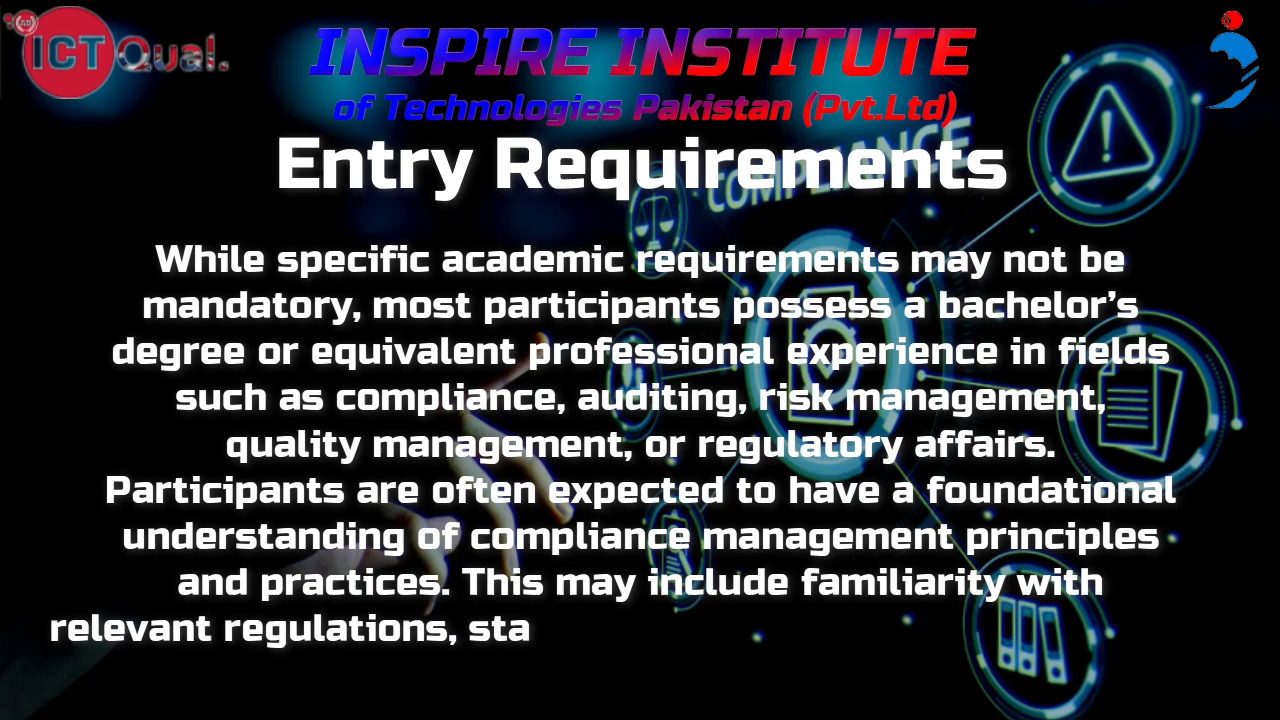 ICTQual.
INSPIRE INSTITUTE
of Technologies Pakistan (Pvt.Ltd)
COMPLIANCE
Entry Requirements
While specific academic requirements may not be
mandatory, most participants possess a bachelor’s
degree or equivalent professional experience in fields
such as compliance, auditing, risk management,
quality management, or regulatory affairs.
Participants are often expected to have a foundational
understanding of compliance management principles
and practices. This may include familiarity with
relevant regulations, sta